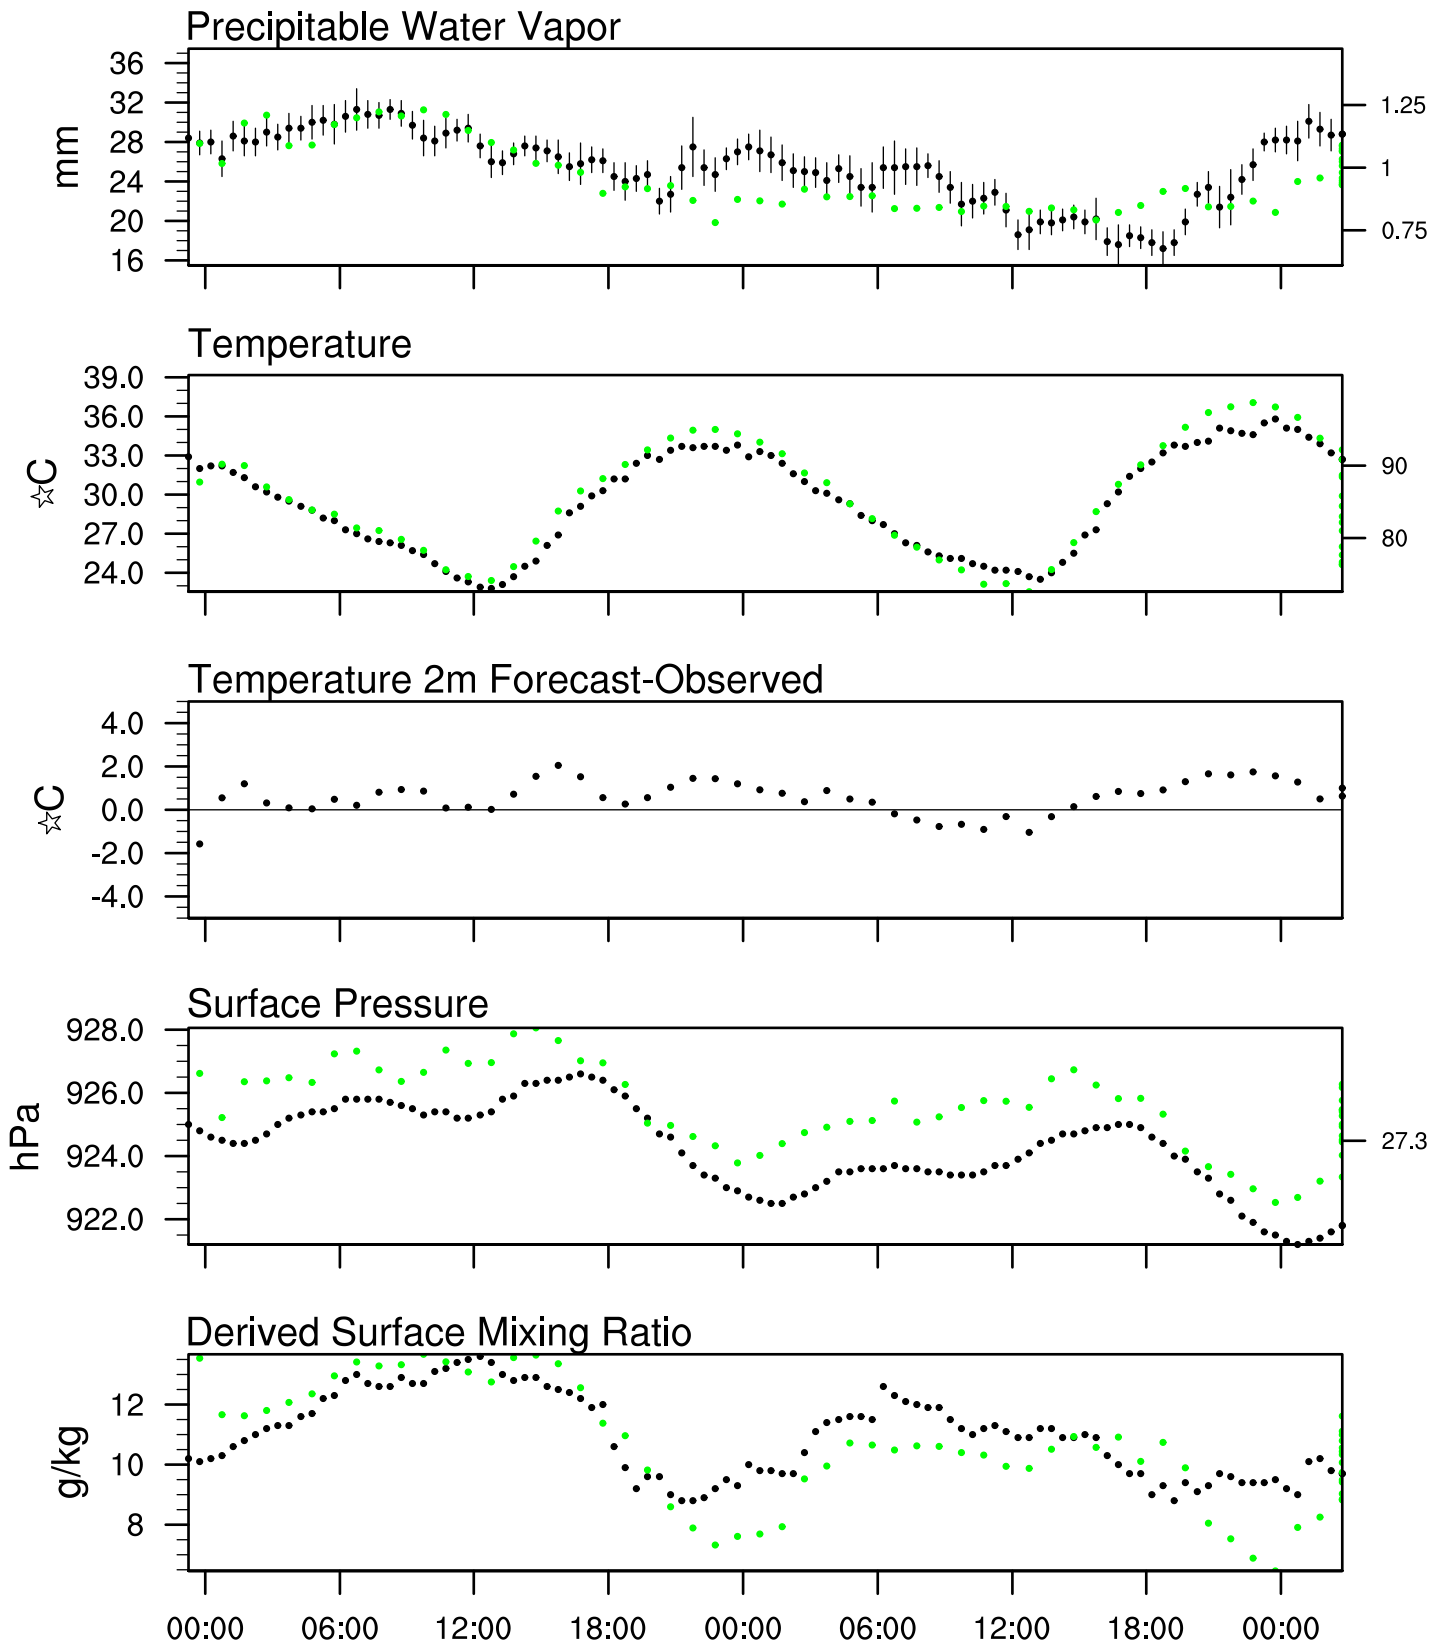 Precipitable Water Vapor
36
32
28
24
20
16
mm
1.25
1
0.75
Temperature
39.0
36.0
33.0
30.0
27.0
24.0
☆C
90
80
Temperature 2m Forecast-Observed
4.0
2.0
0.0
-2.0
-4.0
☆C
Surface Pressure
928.0
926.0
924.0
922.0
hPa
27.3
Derived Surface Mixing Ratio
12
10
8
g/kg
00:00 06:00 12:00 18:00 00:00 06:00 12:00 18:00 00:00